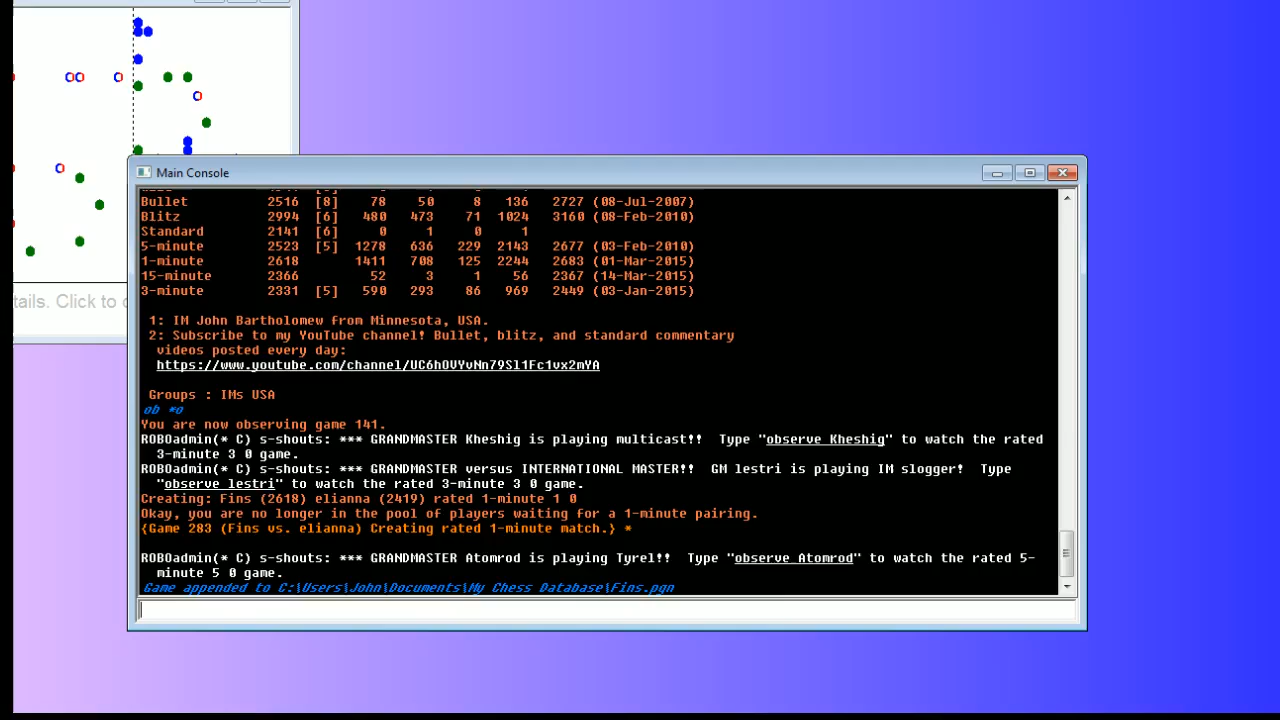 Main Console
Bullet 2516 [8] 78 50 8 136 2727 (08-Jul-2007)
Blitz 2994 [6] 480 473 71 1024 3160 (08-Feb-2010)
Standard 2141 [6] 0 1 0 1
5-minute 2523 [5] 1278 636 229 2143 2677 (03-Feb-2010)
1-minute 2618 1411 708 125 2244 2683 (01-Mar-2015)
15-minute 2366 52 3 1 56 2367 (14-Mar-2015)
3-minute 2331 [5] 590 293 86 969 2449 (03-Jan-2015)
tails. Click to
1: IM John Bartholomew from Minnesota, USA.
2: Subscribe to my YouTube channel! Bullet, blitz, and standard commentary
videos posted every day:
https://www.youtube.com/channel/UC6hOVYvNn79Sl1Fc1vx2mYA
Groups : IMs USA
ob *o
You are now observing game 141.
ROBOadmin(* C) s-shouts: *** GRANDMASTER Kheshig is playing multicast!! Type "observe Kheshig" to watch the rated
3-minute 3 0 game.
ROBOadmin(* C) s-shouts: *** GRANDMASTER versus INTERNATIONAL MASTER!! GM lestri is playing IM slogger! Type
"observe lestri" to watch the rated 3-minute 3 0 game.
Creating: Fins (2618) elianna (2419) rated 1-minute 1 0
Okay, you are no longer in the pool of players waiting for a 1-minute pairing.
{Game 283 (Fins vs. elianna) Creating rated 1-minute match.} *
ROBOadmin(* C) s-shouts: *** GRANDMASTER Atomrod is playing Tyrel!! Type "observe Atomrod" to watch the rated 5-
minute 5 0 game.
Game appended to C:\Users\John\Documents\My Chess Database\Fins.pgn